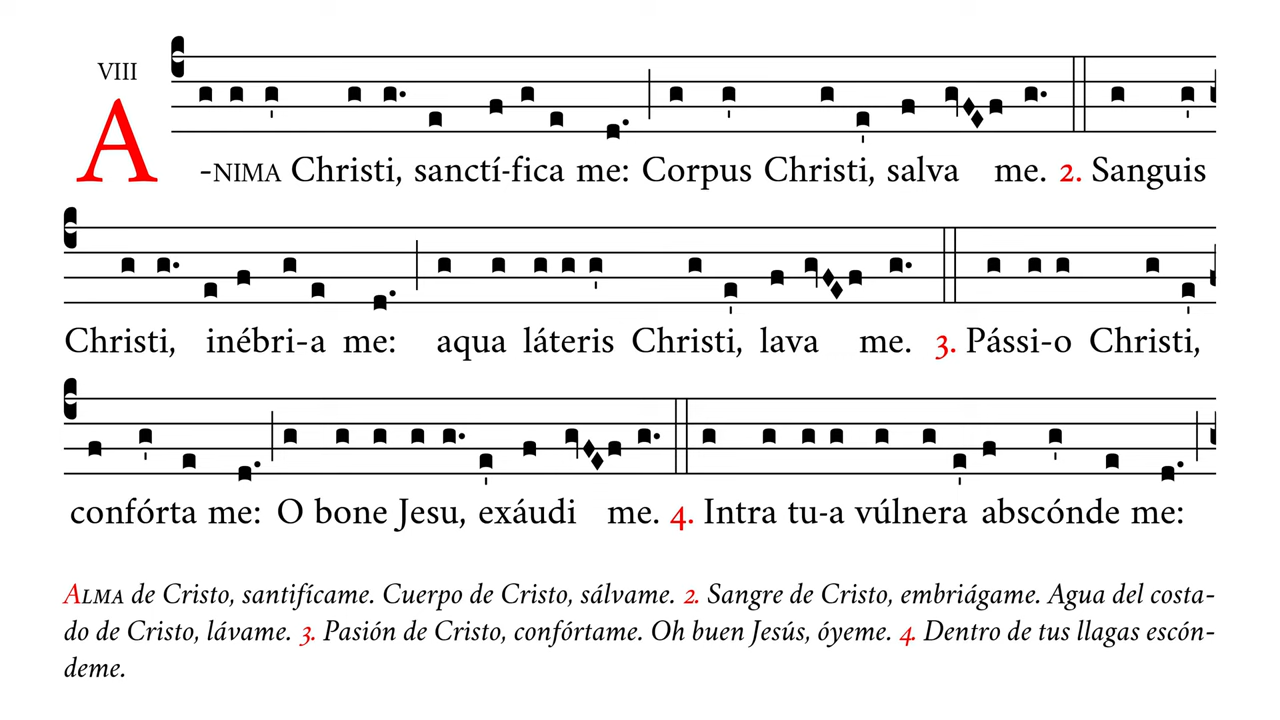 VIII
A-NIMA Christi, sanctí-fica me: Corpus Christi, salva me. 2. Sanguis
Christi, inébri-a me: aqua láteris Christi, lava me. 3. Pássi-o Christi,
confórta me: O bone Jesu, exáudi me. 4. Intra tu-a vúlnera abscónde me:
ALMA de Cristo, santifícame. Cuerpo de Cristo, sálvame. 2. Sangre de Cristo, embriágame. Agua del costa-
do de Cristo, lávame. 3. Pasión de Cristo, confórtame. Oh buen Jesús, óyeme. 4. Dentro de tus llagas escón-
deme.